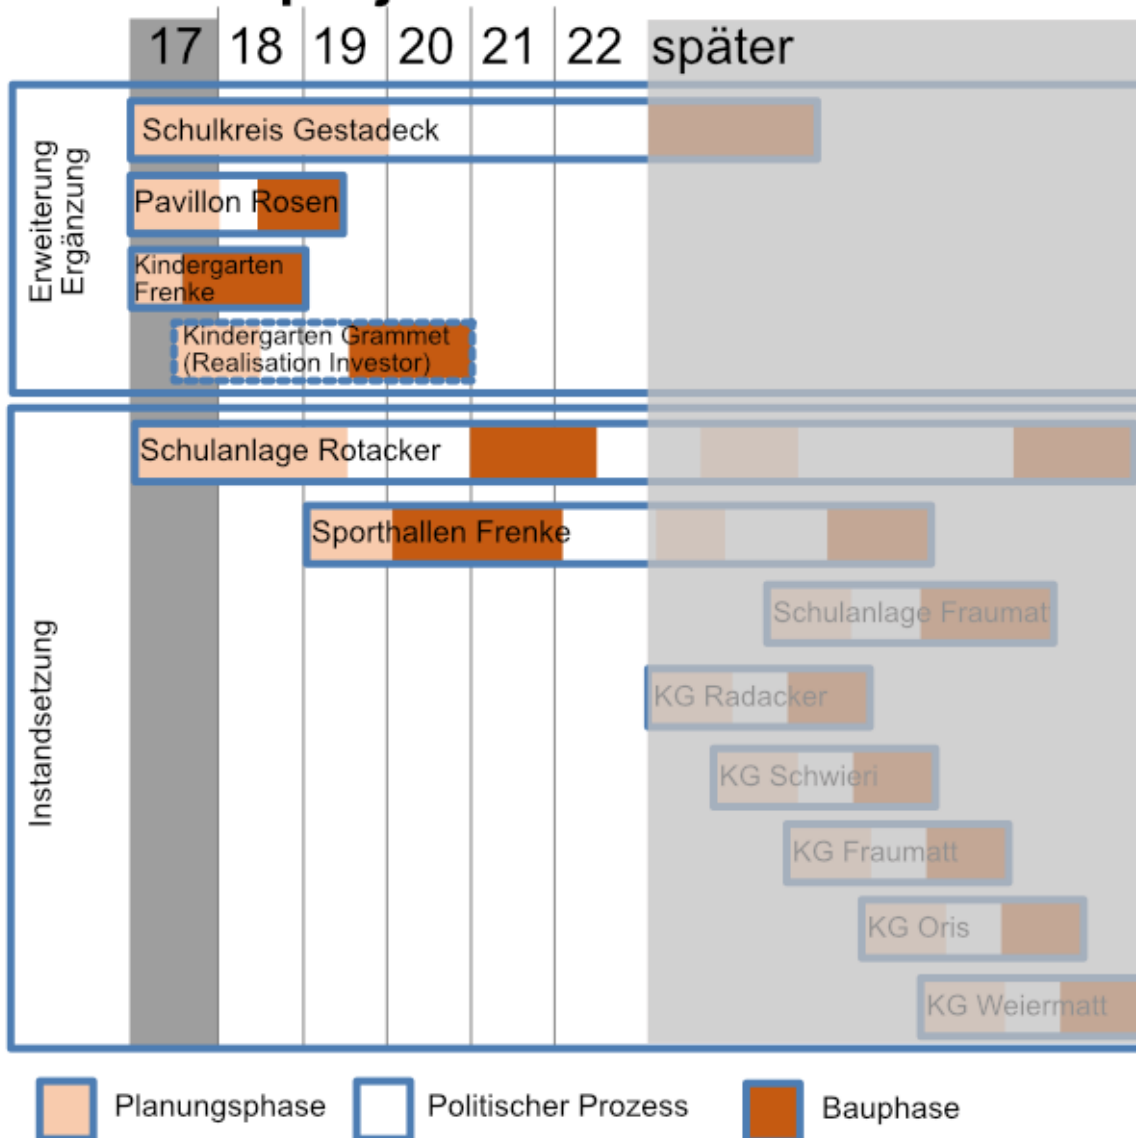 17 18 19 20 21 22 später
Erweiterung
Ergänzung
Schulkreis Gestadeck
Pavillon Rosen
Kindergarten
Frenke
Kindergarten Grammet
(Realisation Investor)
Instandsetzung
Schulanlage Rotacker
Sporthallen Frenke
Schulanlage Fraumat
KG Radacker
KG Schwieri
KG Fraumatt
KG Oris
KG Weiermatt
Planungsphase Politischer Prozess Bauphase